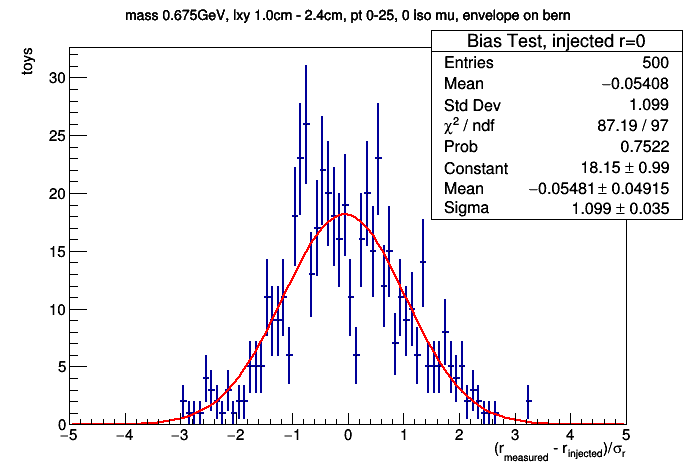 mass 0.675GeV, lxy 1.0cm - 2.4cm, pt 0-25, 0 Iso mu, envelope on bern
Bias Test, injected r=0
Entries 500
Mean −0.05408
Std Dev 1.099
χ² / ndf 87.19 / 97
Prob 0.7522
Constant 18.15 ± 0.99
Mean −0.05481 ± 0.04915
Sigma 1.099 ± 0.035
toys
30
25
20
15
10
5
0
−5 −4 −3 −2 −1 0 1 2 3 4 5
(r_measured - r_injected)/σ_r